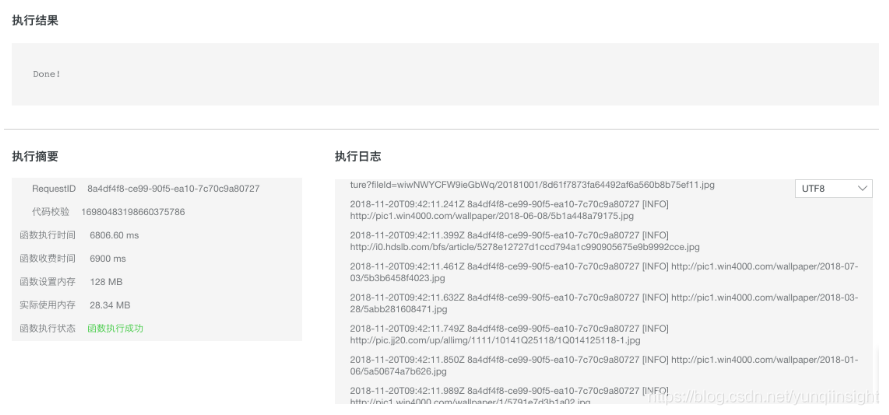 执行结果
Done!
执行摘要
RequestID 8a4df4f8-ce99-90f5-ea10-7c70c9a80727
代码校验 16980483198660375786
函数执行时间 6806.60 ms
函数收费时间 6900 ms
函数设置内存 128 MB
实际使用内存 28.34 MB
函数执行状态 函数执行成功
执行日志
UTF8
ture?fileId=wiwNWYCFW9ieGbWq/20181001/8d61f7873fa64492af6a560b8b75ef11.jpg
2018-11-20T09:42:11.241Z 8a4df4f8-ce99-90f5-ea10-7c70c9a80727 [INFO]
http://pic1.win4000.com/wallpaper/2018-06-08/5b1a448a79175.jpg
2018-11-20T09:42:11.399Z 8a4df4f8-ce99-90f5-ea10-7c70c9a80727 [INFO]
http://i0.hdslb.com/bfs/article/5278e12727d1ccd794a1c990905675e9b9992cce.jpg
2018-11-20T09:42:11.461Z 8a4df4f8-ce99-90f5-ea10-7c70c9a80727 [INFO] http://pic1.win4000.com/wallpaper/2018-07-
03/5b3b6458f4023.jpg
2018-11-20T09:42:11.632Z 8a4df4f8-ce99-90f5-ea10-7c70c9a80727 [INFO] http://pic1.win4000.com/wallpaper/2018-03-
28/5abb281608471.jpg
2018-11-20T09:42:11.749Z 8a4df4f8-ce99-90f5-ea10-7c70c9a80727 [INFO]
http://pic.jj20.com/up/allimg/1111/10141Q25118/1Q014125118-1.jpg
2018-11-20T09:42:11.850Z 8a4df4f8-ce99-90f5-ea10-7c70c9a80727 [INFO] http://pic1.win4000.com/wallpaper/2018-01-
06/5a50674a7b626.jpg
2018-11-20T09:42:11.989Z 8a4df4f8-ce99-90f5-ea10-7c70c9a80727 [INFO]
http://pic1.win4000.com/wallpaper/1/5791e7d3b1a02.jpg
https://blog.csdn.net/yunqiinsight